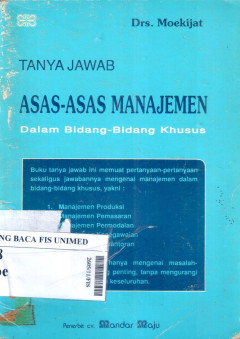 Drs. Moekijat
TANYA JAWAB
ASAS-ASAS MANAJEMEN
Dalam Bidang-Bidang Khusus
Buku tanya jawab ini memuat pertanyaan-pertanyaan
sekaligus jawabannya mengenai manajemen dalam
bidang-bidang khusus, yakni :
1. Manajemen Produksi
Manajemen Pemasaran
Manajemen Permodalan
NG BACA FIS UNIMED
hanya mengenai masalah-
penting, tanpa mengurangi
keseluruhan.
Penerbit cv. Mandar Maju